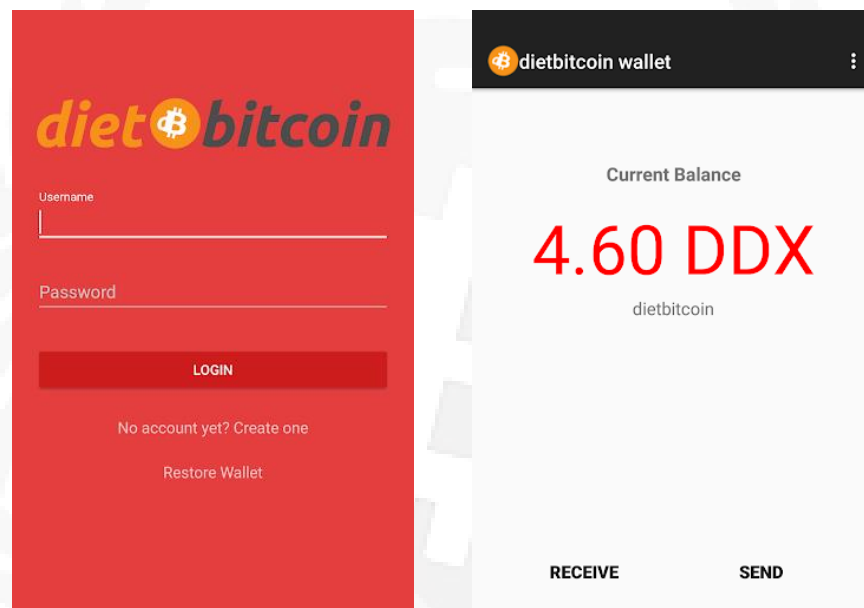 diet bitcoin
Username
Password
LOGIN
No account yet? Create one
Restore Wallet
dietbitcoin wallet
Current Balance
4.60 DDX
dietbitcoin
RECEIVE SEND